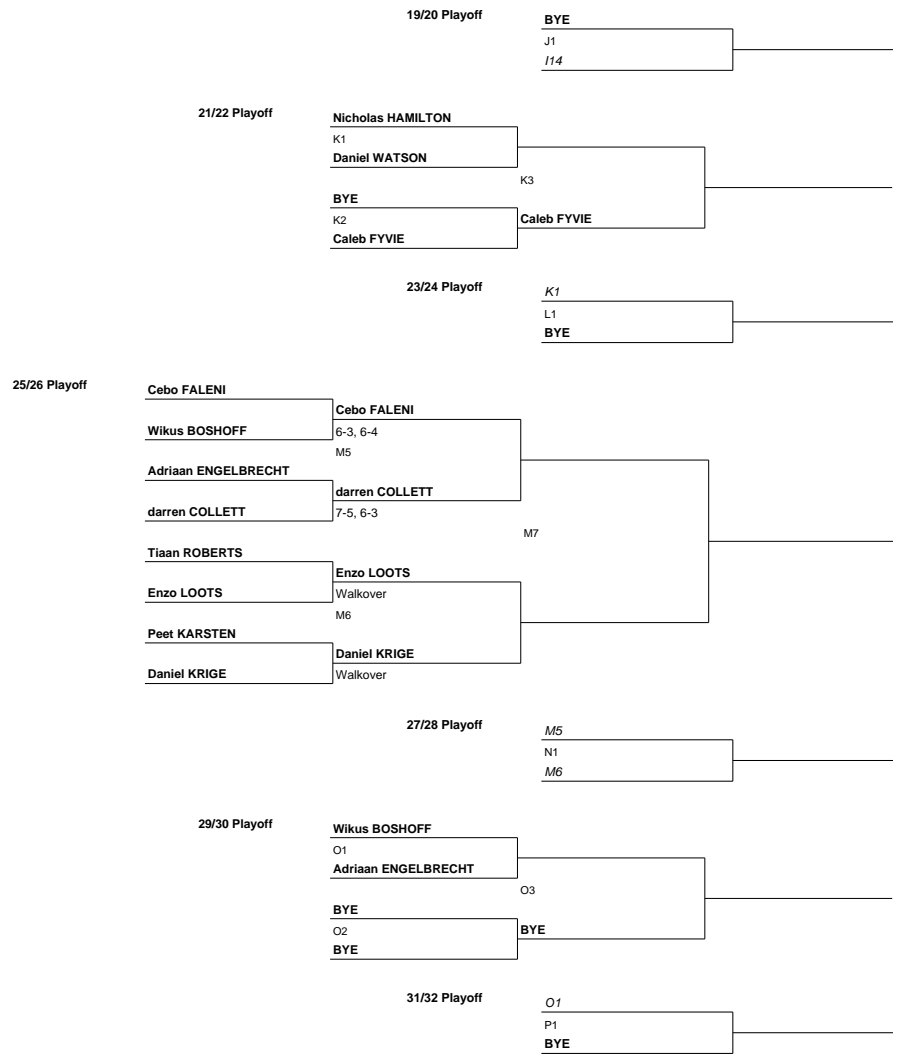 19/20 Playoff
BYE
J1
I14
21/22 Playoff
Nicholas HAMILTON
K1
Daniel WATSON
K3
BYE
K2
Caleb FYVIE
Caleb FYVIE
23/24 Playoff
K1
L1
BYE
25/26 Playoff
Cebo FALENI
Cebo FALENI
Wikus BOSHOFF
6-3, 6-4
M5
Adriaan ENGELBRECHT
darren COLLETT
darren COLLETT
7-5, 6-3
M7
Tiaan ROBERTS
Enzo LOOTS
Enzo LOOTS
Walkover
M6
Peet KARSTEN
Daniel KRIGE
Daniel KRIGE
Walkover
27/28 Playoff
M5
N1
M6
29/30 Playoff
Wikus BOSHOFF
O1
Adriaan ENGELBRECHT
O3
BYE
O2
BYE
BYE
31/32 Playoff
O1
P1
BYE